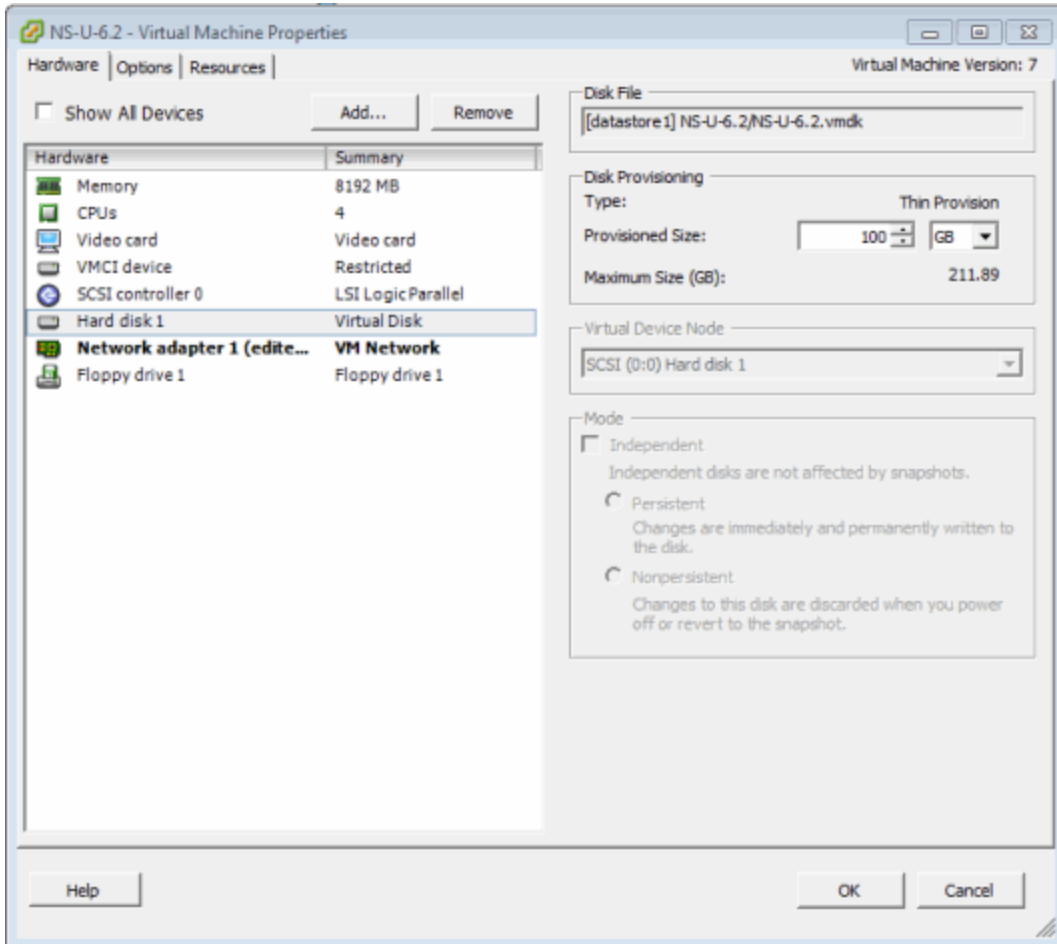 NS-U-6.2 - Virtual Machine Properties
Hardware Options Resources Virtual Machine Version: 7
Show All Devices Add... Remove
Hardware Summary
Memory 8192 MB
CPUs 4
Video card Video card
VMCI device Restricted
SCSI controller 0 LSI Logic Parallel
Hard disk 1 Virtual Disk
Network adapter 1 (edite... VM Network
Floppy drive 1 Floppy drive 1
Disk File
[datastore1] NS-U-6.2/NS-U-6.2.vmdk
Disk Provisioning
Type: Thin Provision
Provisioned Size: 100 GB
Maximum Size (GB): 211.89
Virtual Device Node
SCSI (0:0) Hard disk 1
Mode
Independent
Independent disks are not affected by snapshots.
Persistent
Changes are immediately and permanently written to
the disk.
Nonpersistent
Changes to this disk are discarded when you power
off or revert to the snapshot.
Help OK Cancel